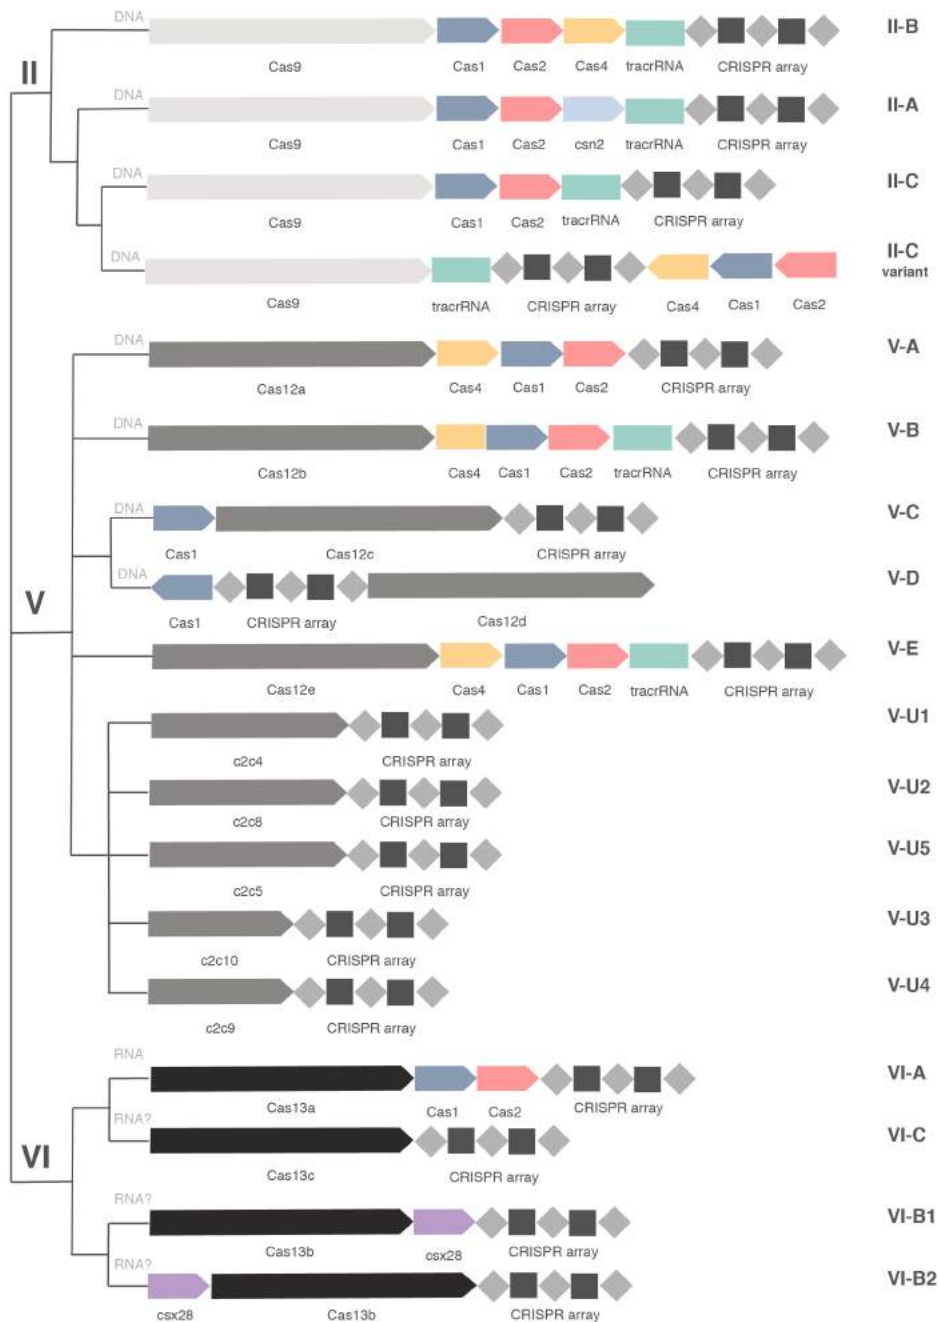 DNA
II-B
Cas9 Cas1 Cas2 Cas4 tracrRNA CRISPR array
II
DNA
II-A
Cas9 Cas1 Cas2 csn2 tracrRNA CRISPR array
II-C
Cas9 Cas1 Cas2 tracrRNA CRISPR array
DNA
II-C
variant
Cas9 tracrRNA CRISPR array Cas4 Cas1 Cas2
DNA
V-A
Cas12a Cas4 Cas1 Cas2 CRISPR array
DNA
V-B
Cas12b Cas4 Cas1 Cas2 tracrRNA CRISPR array
DNA
V-C
Cas1 Cas12c CRISPR array
DNA
V-D
V
Cas1 CRISPR array Cas12d
V-E
Cas12e Cas4 Cas1 Cas2 tracrRNA CRISPR array
V-U1
c2c4 CRISPR array
V-U2
c2c8 CRISPR array
V-U5
c2c5 CRISPR array
V-U3
c2c10 CRISPR array
V-U4
c2c9 CRISPR array
RNA
VI-A
Cas13a Cas1 Cas2 CRISPR array
RNA?
VI-C
VI
Cas13c CRISPR array
RNA?
VI-B1
Cas13b csx28 CRISPR array
RNA?
VI-B2
csx28 Cas13b CRISPR array